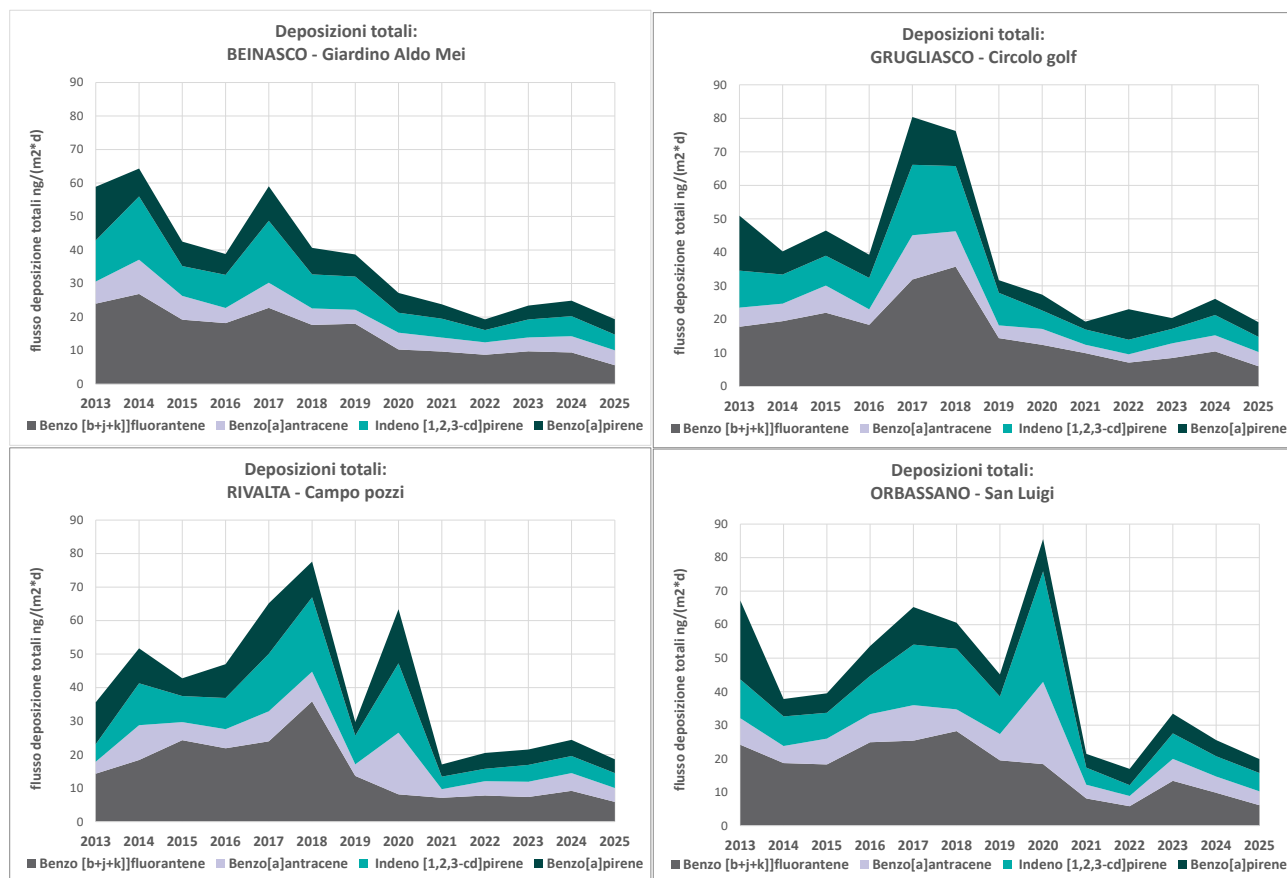 Deposizioni totali:
BEINASCO - Giardino Aldo Mei
flusso deposizione totali ng/(m2*d)
90
80
70
60
50
40
30
20
10
0
2013 2014 2015 2016 2017 2018 2019 2020 2021 2022 2023 2024 2025
Benzo [b+j+k]]fluorantene Benzo[a]antracene Indeno [1,2,3-cd]pirene Benzo[a]pirene
Deposizioni totali:
GRUGLIASCO - Circolo golf
flusso deposizione totali ng/(m2*d)
90
80
70
60
50
40
30
20
10
0
2013 2014 2015 2016 2017 2018 2019 2020 2021 2022 2023 2024 2025
Benzo [b+j+k]]fluorantene Benzo[a]antracene Indeno [1,2,3-cd]pirene Benzo[a]pirene
Deposizioni totali:
RIVALTA - Campo pozzi
flusso deposizione totali ng/(m2*d)
90
80
70
60
50
40
30
20
10
0
2013 2014 2015 2016 2017 2018 2019 2020 2021 2022 2023 2024 2025
Benzo [b+j+k]]fluorantene Benzo[a]antracene Indeno [1,2,3-cd]pirene Benzo[a]pirene
Deposizioni totali:
ORBASSANO - San Luigi
flusso deposizione totali ng/(m2*d)
90
80
70
60
50
40
30
20
10
0
2013 2014 2015 2016 2017 2018 2019 2020 2021 2022 2023 2024 2025
Benzo [b+j+k]]fluorantene Benzo[a]antracene Indeno [1,2,3-cd]pirene Benzo[a]pirene